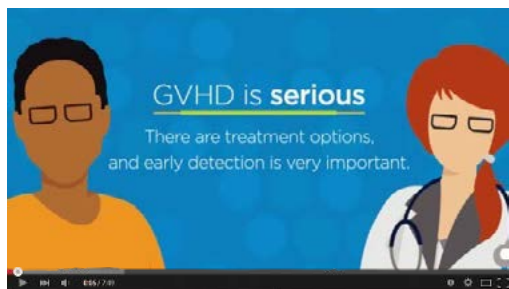 GVHD is serious
There are treatment options,
and early detection is very important.